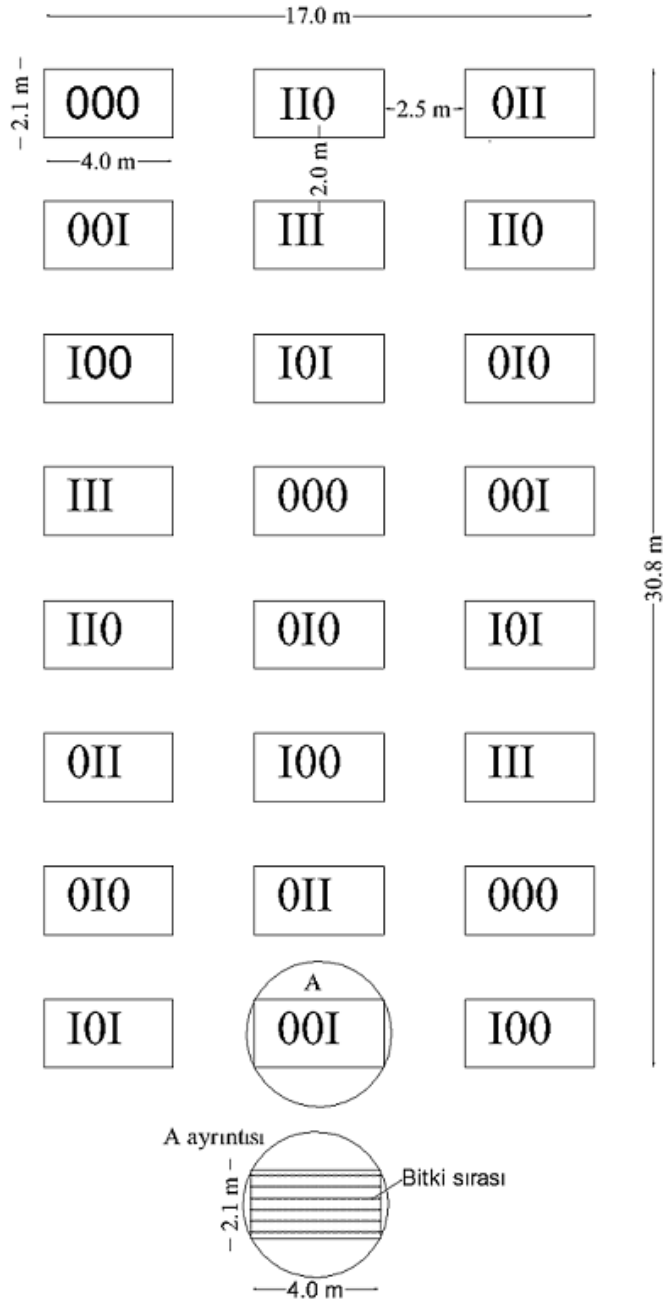 17.0 m
000 II0 0II
2.1 m
2.5 m
4.0 m
2.0 m
00I III II0
I00 I0I 0I0
III 000 00I
30.8 m
II0 0I0 I0I
0II I00 III
0I0 0II 000
A
I0I 00I I00
A ayrıntısı
Bitki sırası
2.1 m
4.0 m